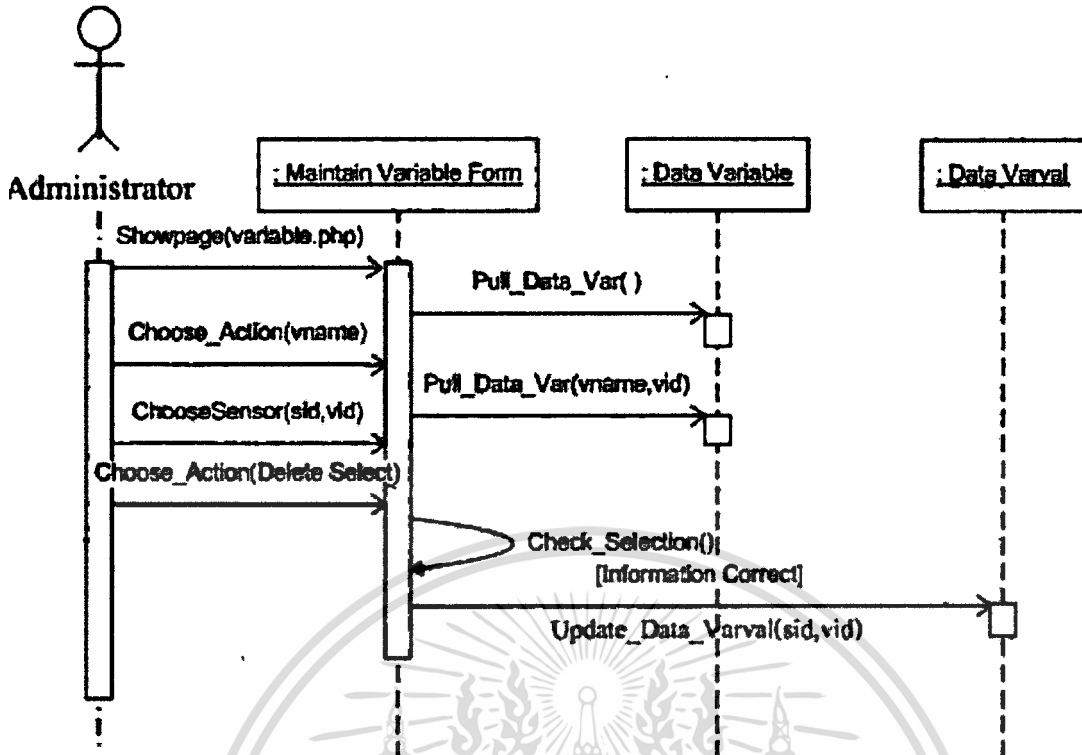 Administrator
: Maintain Variable Form
: Data Variable
: Data Varval
Showpage(variable.php)
Pull_Data_Var( )
Choose_Action(vname)
Pull_Data_Var(vname,vid)
ChooseSensor(sid,vid)
Choose_Action(Delete Select)
Check_Selection()
[Information Correct]
Update_Data_Varval(sid,vid)